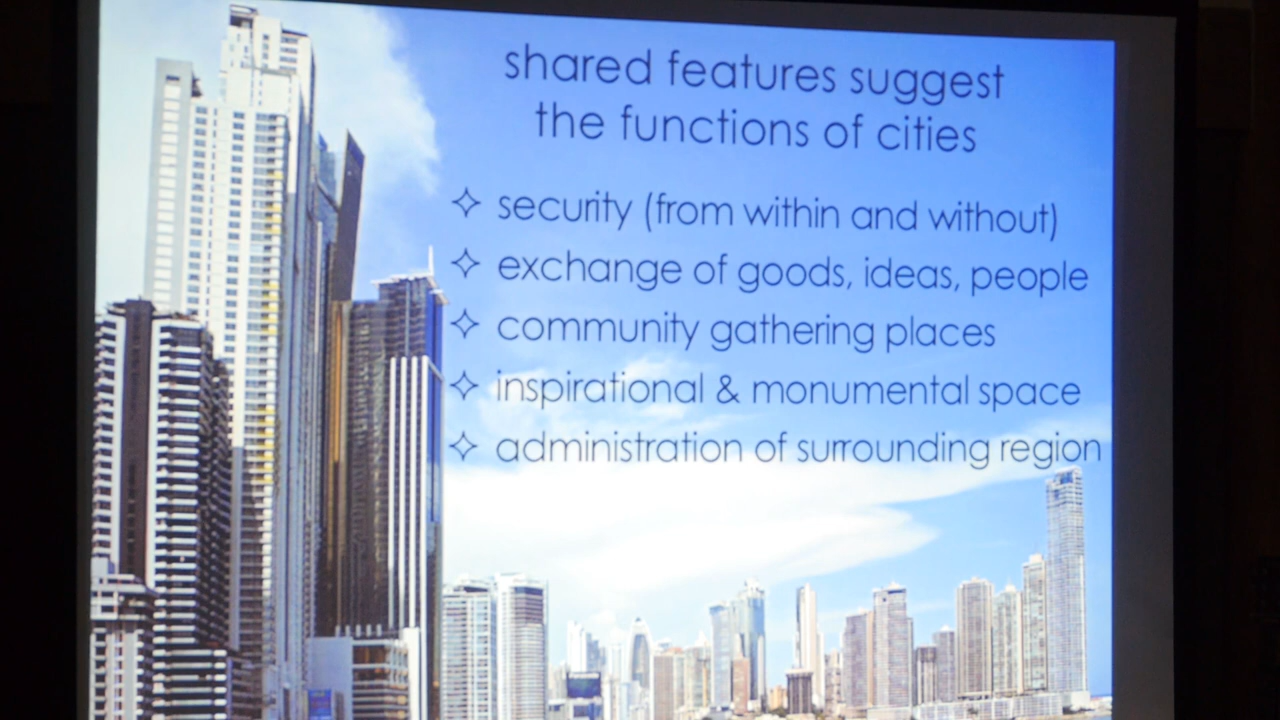 shared features suggest
the functions of cities
✧ security (from within and without)
✧ exchange of goods, ideas, people
✧ community gathering places
✧ inspirational & monumental space
✧ administration of surrounding region